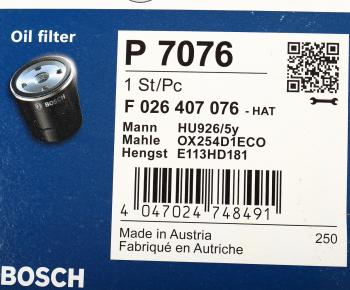 Oil filter
BOSCH
P 7076
1 St/Pc
F 026 407 076 - HAT
Mann HU926/5y
Mahle OX254D1ECO
Hengst E113HD181
4 047024 748491
Made in Austria
Fabriqué en Autriche
250
BOSCH